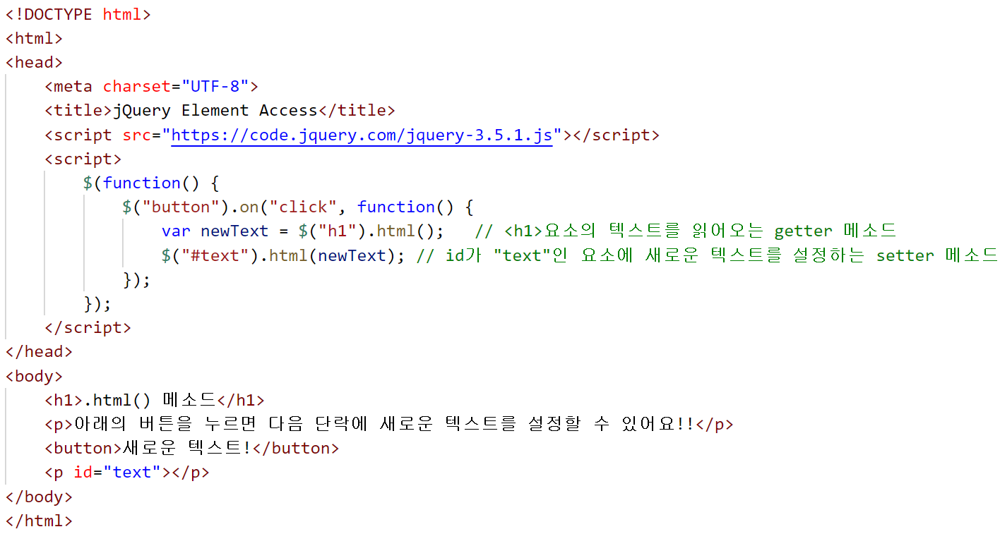 <!DOCTYPE html>
<html>
<head>
    <meta charset="UTF-8">
    <title>jQuery Element Access</title>
    <script src="https://code.jquery.com/jquery-3.5.1.js"></script>
    <script>
        $(function() {
            $("button").on("click", function() {
                var newText = $("h1").html();   // <h1>요소의 텍스트를 읽어오는 getter 메소드
                $("#text").html(newText); // id가 "text"인 요소에 새로운 텍스트를 설정하는 setter 메소드
            });
        });
    </script>
</head>
<body>
    <h1>.html() 메소드</h1>
    <p>아래의 버튼을 누르면 다음 단락에 새로운 텍스트를 설정할 수 있어요!!</p>
    <button>새로운 텍스트!</button>
    <p id="text"></p>
</body>
</html>